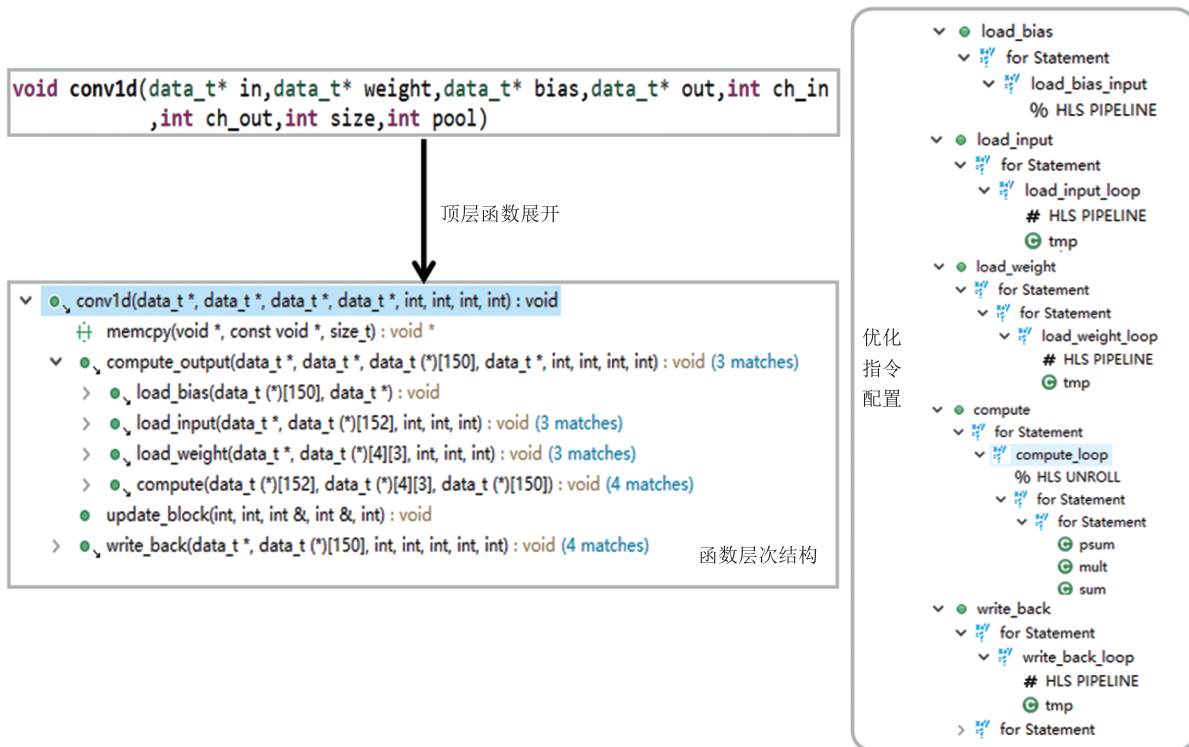 void conv1d(data_t* in,data_t* weight,data_t* bias,data_t* out,int ch_in
,int ch_out,int size,int pool)
顶层函数展开
conv1d(data_t *, data_t *, data_t *, data_t *, int, int, int, int) : void
memcpy(void *, const void *, size_t) : void *
compute_output(data_t *, data_t *, data_t (*)[150], data_t *, int, int, int, int) : void (3 matches)
load_bias(data_t (*)[150], data_t *) : void
load_input(data_t *, data_t (*)[152], int, int, int) : void (3 matches)
load_weight(data_t *, data_t (*)[4][3], int, int, int) : void (3 matches)
compute(data_t (*)[152], data_t (*)[4][3], data_t (*)[150]) : void (4 matches)
update_block(int, int, int &, int &, int) : void
write_back(data_t *, data_t (*)[150], int, int, int, int, int) : void (4 matches)
函数层次结构
优化
指令
配置
load_bias
for Statement
load_bias_input
% HLS PIPELINE
load_input
for Statement
load_input_loop
# HLS PIPELINE
tmp
load_weight
for Statement
for Statement
load_weight_loop
# HLS PIPELINE
tmp
compute
for Statement
compute_loop
% HLS UNROLL
for Statement
for Statement
psum
mult
sum
write_back
for Statement
write_back_loop
# HLS PIPELINE
tmp
for Statement